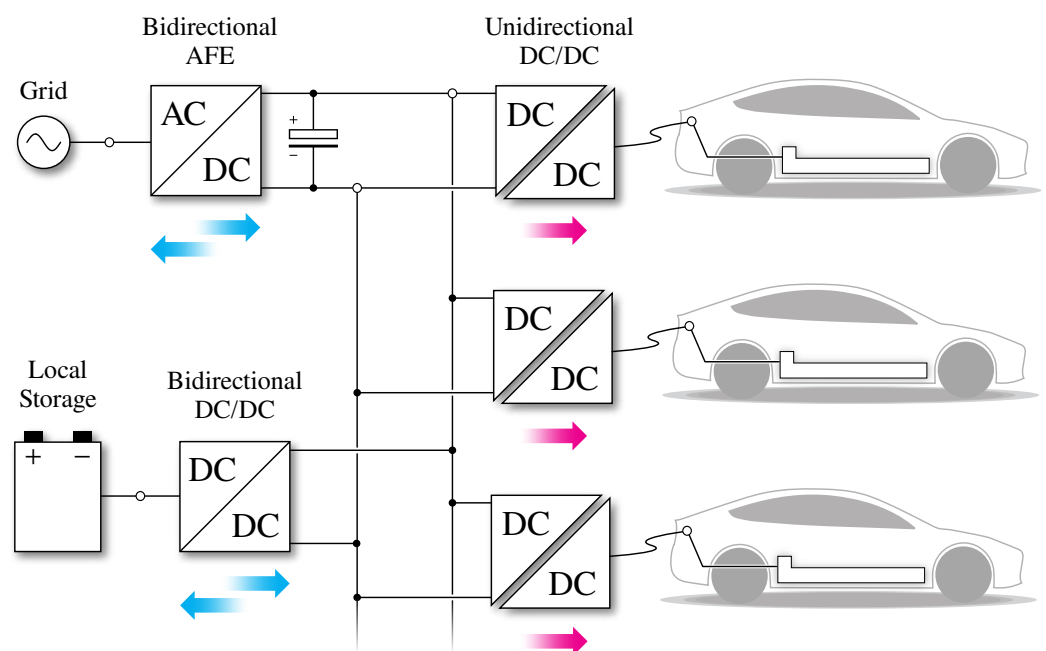 Bidirectional
AFE
Unidirectional
DC/DC
Grid
AC
DC
+
−
DC
DC
DC
DC
Local
Storage
Bidirectional
DC/DC
+ −
DC
DC
DC
DC